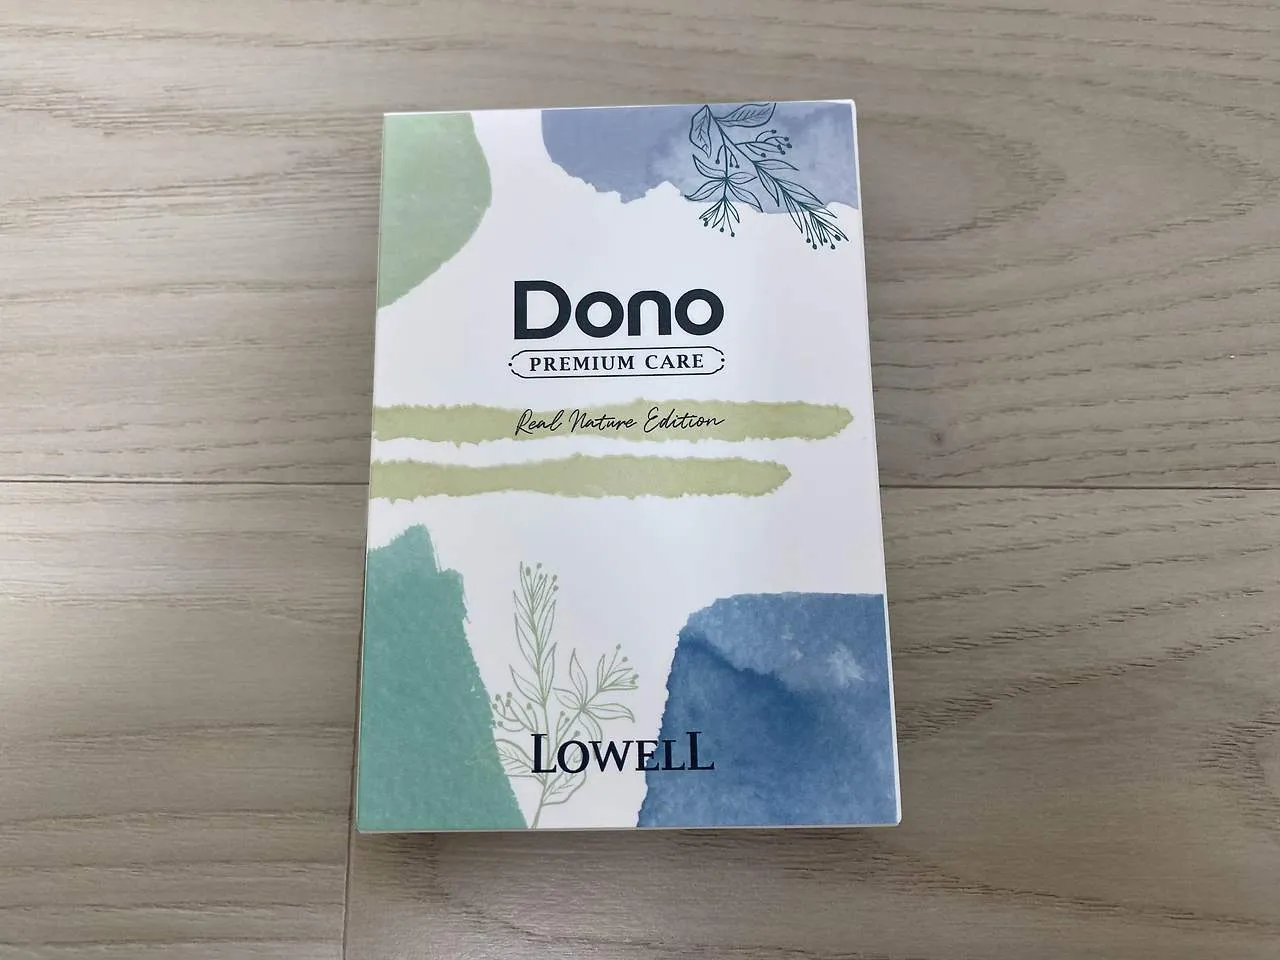 Dono
PREMIUM CARE
Real Nature Edition
LOWELL